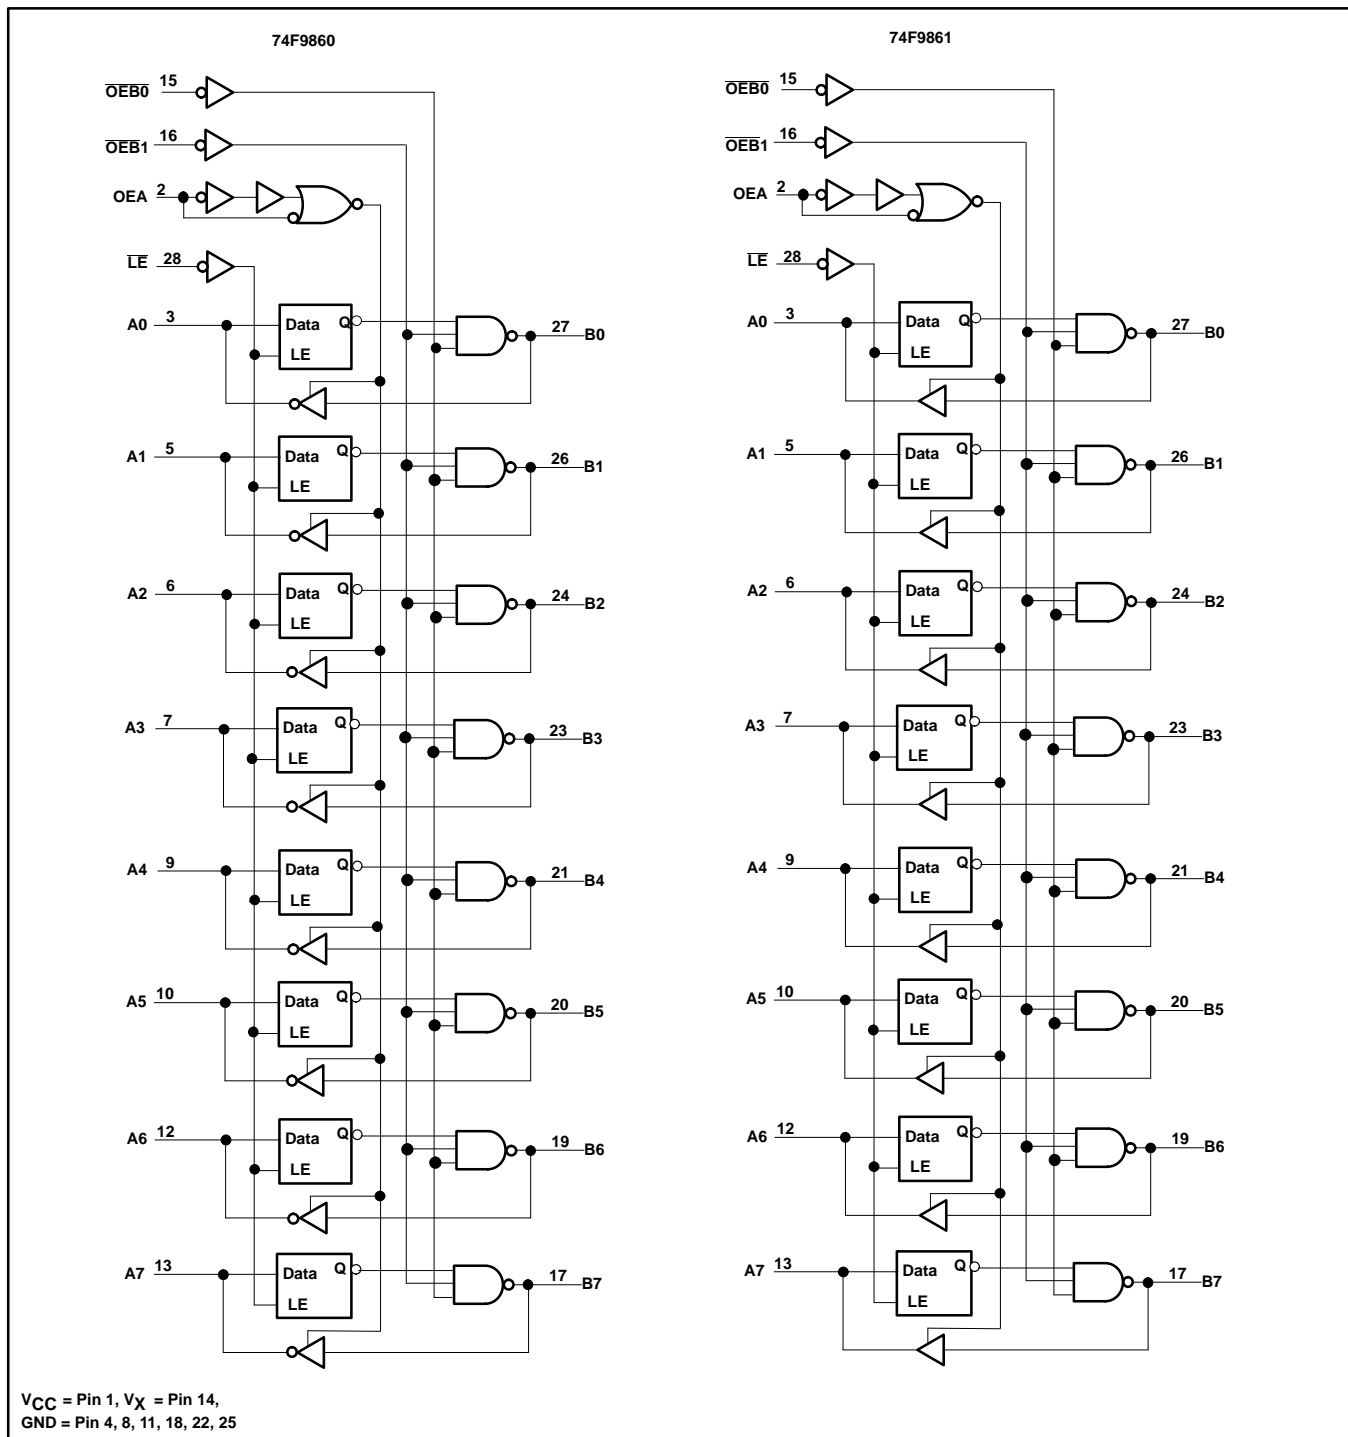 74F9860
OEB0 15
OEB1 16
OEA 2
LE 28
A0 3 Data Q LE 27 B0
A1 5 Data Q LE 26 B1
A2 6 Data Q LE 24 B2
A3 7 Data Q LE 23 B3
A4 9 Data Q LE 21 B4
A5 10 Data Q LE 20 B5
A6 12 Data Q LE 19 B6
A7 13 Data Q LE 17 B7
74F9861
OEB0 15
OEB1 16
OEA 2
LE 28
A0 3 Data Q LE 27 B0
A1 5 Data Q LE 26 B1
A2 6 Data Q LE 24 B2
A3 7 Data Q LE 23 B3
A4 9 Data Q LE 21 B4
A5 10 Data Q LE 20 B5
A6 12 Data Q LE 19 B6
A7 13 Data Q LE 17 B7
VCC = Pin 1, VX = Pin 14,
GND = Pin 4, 8, 11, 18, 22, 25